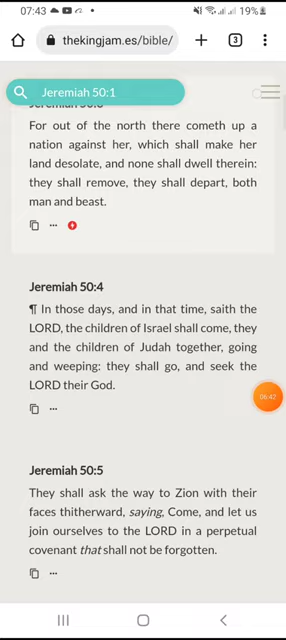 07:43
19%
thekingjam.es/bible/
3
Jeremiah 50:1
Jeremiah 50:3
For out of the north there cometh up a
nation against her, which shall make her
land desolate, and none shall dwell therein:
they shall remove, they shall depart, both
man and beast.
Jeremiah 50:4
¶ In those days, and in that time, saith the
LORD, the children of Israel shall come, they
and the children of Judah together, going
and weeping: they shall go, and seek the
LORD their God.
06:42
Jeremiah 50:5
They shall ask the way to Zion with their
faces thitherward, saying, Come, and let us
join ourselves to the LORD in a perpetual
covenant that shall not be forgotten.